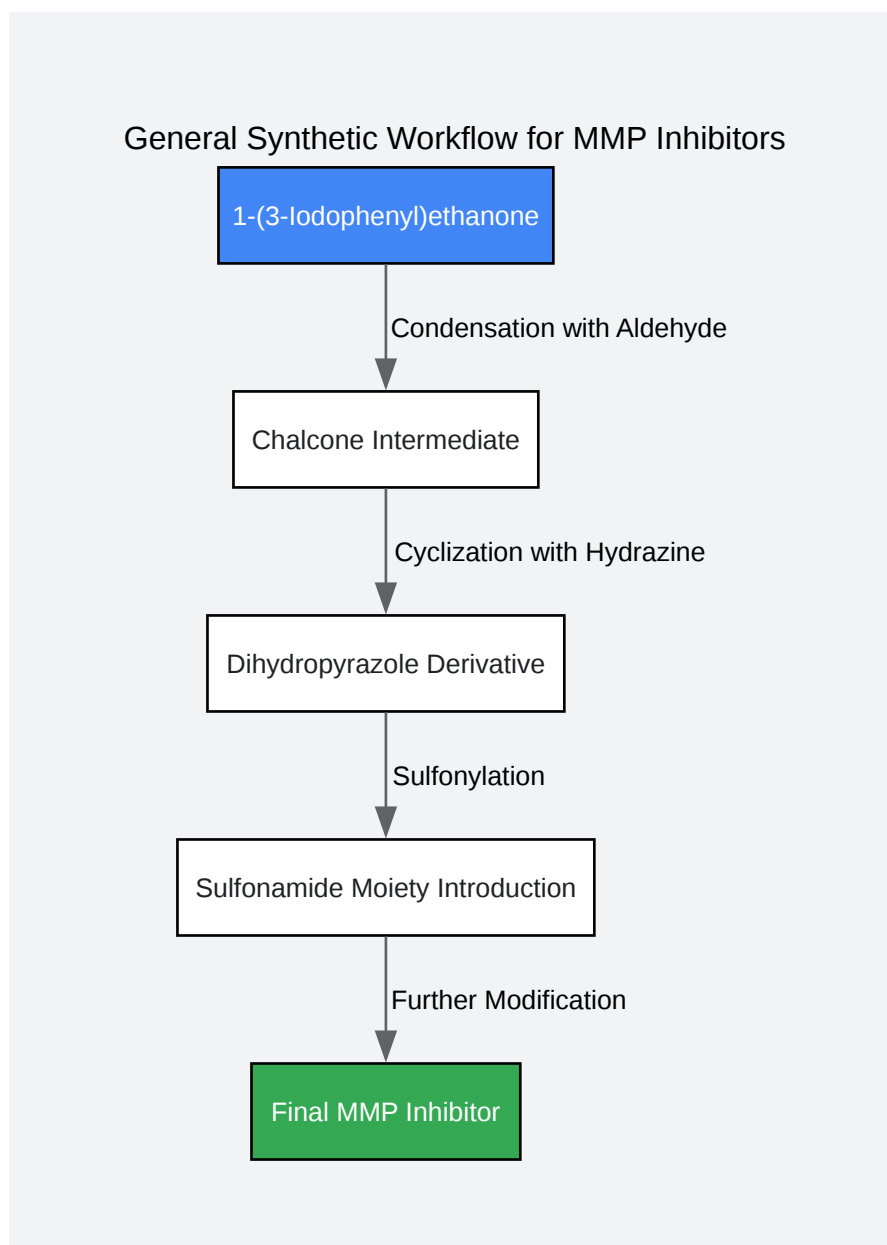 General Synthetic Workflow for MMP Inhibitors
1-(3-Iodophenyl)ethanone
Condensation with Aldehyde
Chalcone Intermediate
Cyclization with Hydrazine
Dihydropyrazole Derivative
Sulfonylation
Sulfonamide Moiety Introduction
Further Modification
Final MMP Inhibitor